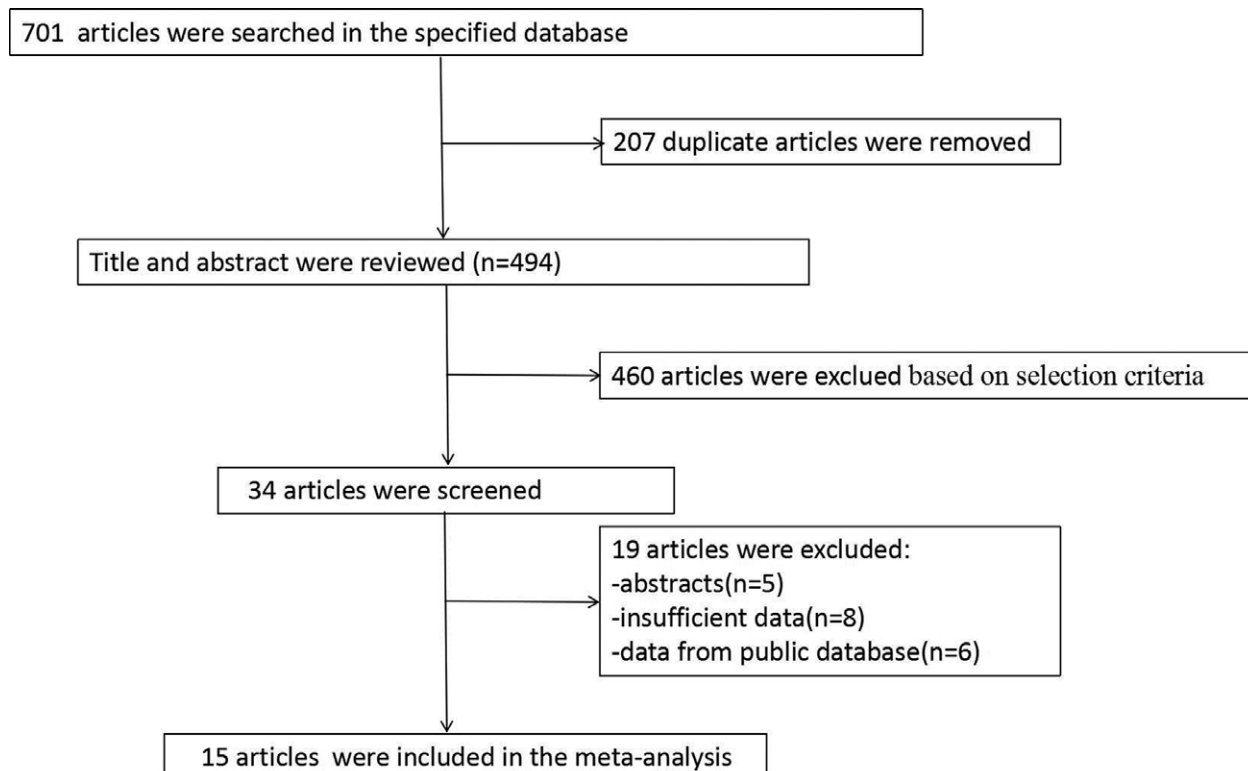 701 articles were searched in the specified database
207 duplicate articles were removed
Title and abstract were reviewed (n=494)
460 articles were exclued based on selection criteria
34 articles were screened
19 articles were excluded:
-abstracts(n=5)
-insufficient data(n=8)
-data from public database(n=6)
15 articles were included in the meta-analysis